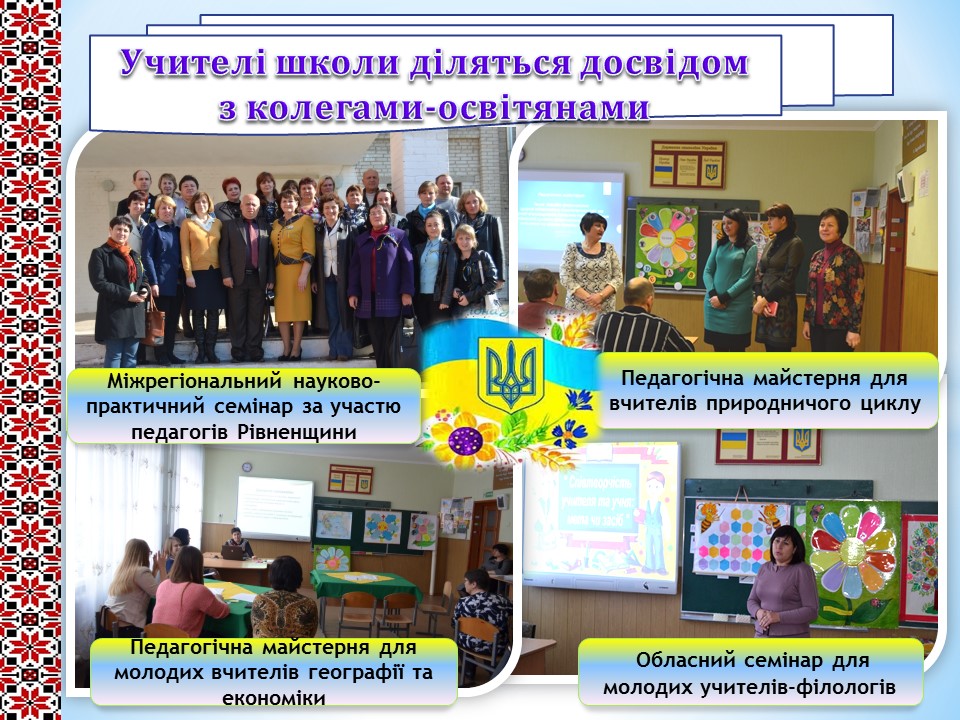 Учителі школи діляться досвідом
з колегами-освітянами
Міжрегіональний науково-
практичний семінар за участю
педагогів Рівненщини
Педагогічна майстерня для
вчителів природничого циклу
Педагогічна майстерня для
молодих вчителів географії та
економіки
Обласний семінар для
молодих учителів-філологів